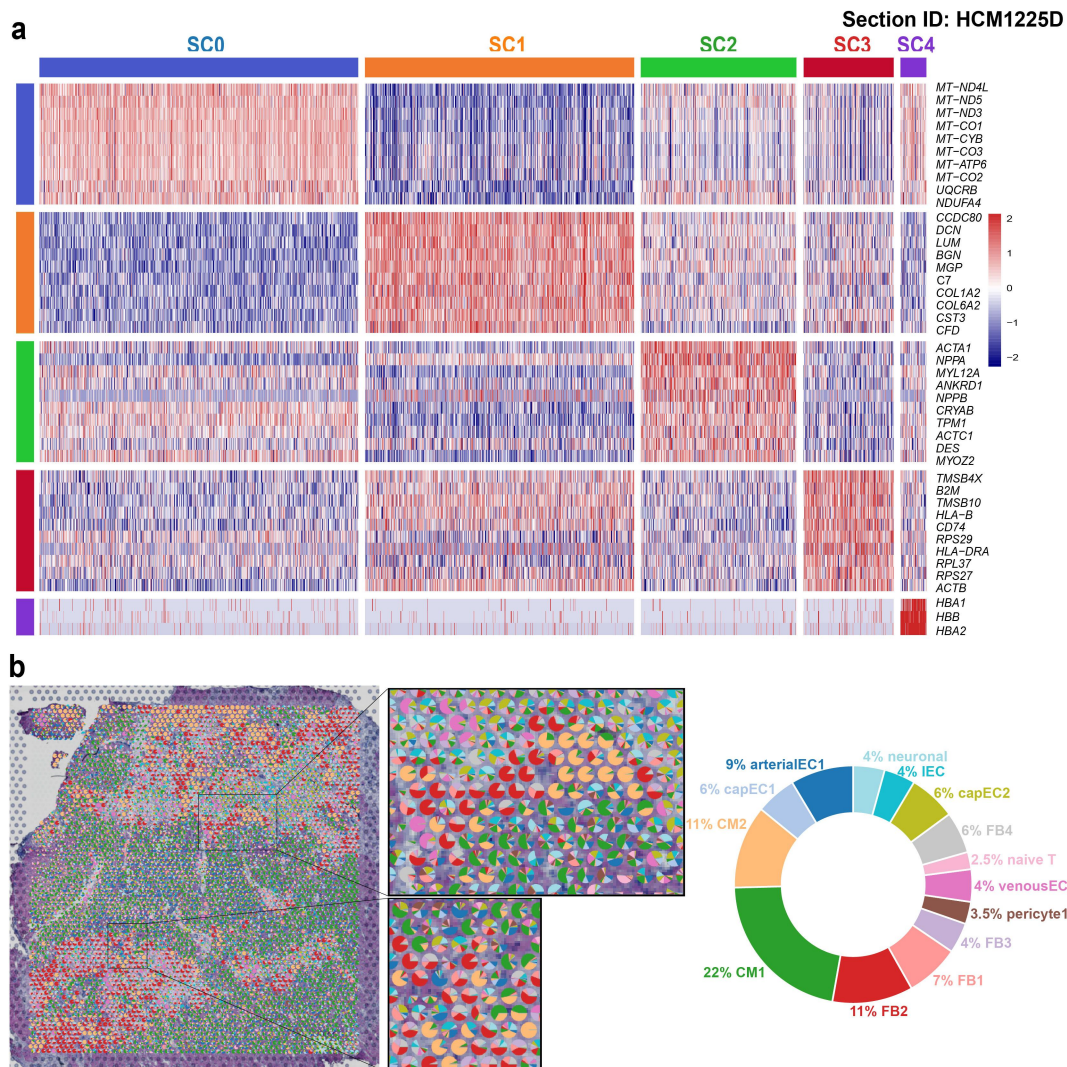 Section ID: HCM1225D
a
SC0 SC1 SC2 SC3 SC4
MT−ND4L
MT−ND5
MT−ND3
MT−CO1
MT−CYB
MT−CO3
MT−ATP6
MT−CO2
UQCRB
NDUFA4
CCDC80
DCN
LUM
BGN
MGP
C7
COL1A2
COL6A2
CST3
CFD
2
1
0
−1
−2
ACTA1
NPPA
MYL12A
ANKRD1
NPPB
CRYAB
TPM1
ACTC1
DES
MYOZ2
TMSB4X
B2M
TMSB10
HLA−B
CD74
RPS29
HLA−DRA
RPL37
RPS27
ACTB
HBA1
HBB
HBA2
b
4% neuronal
9% arterialEC1
4% IEC
6% capEC1
6% capEC2
11% CM2
6% FB4
2.5% naive T
4% venousEC
3.5% pericyte1
4% FB3
22% CM1
7% FB1
11% FB2